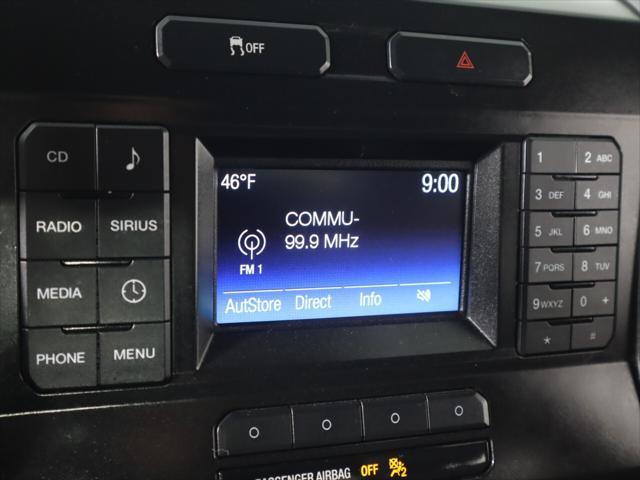 OFF
CD
RADIO SIRIUS
MEDIA
PHONE MENU
46°F 9:00
COMMU-
99.9 MHz
FM 1
AutStore Direct Info
1 2 ABC
3 DEF 4 GHI
5 JKL 6 MNO
7 PQRS 8 TUV
9 WXYZ 0 +
* #
PASSENGER AIRBAG OFF 2